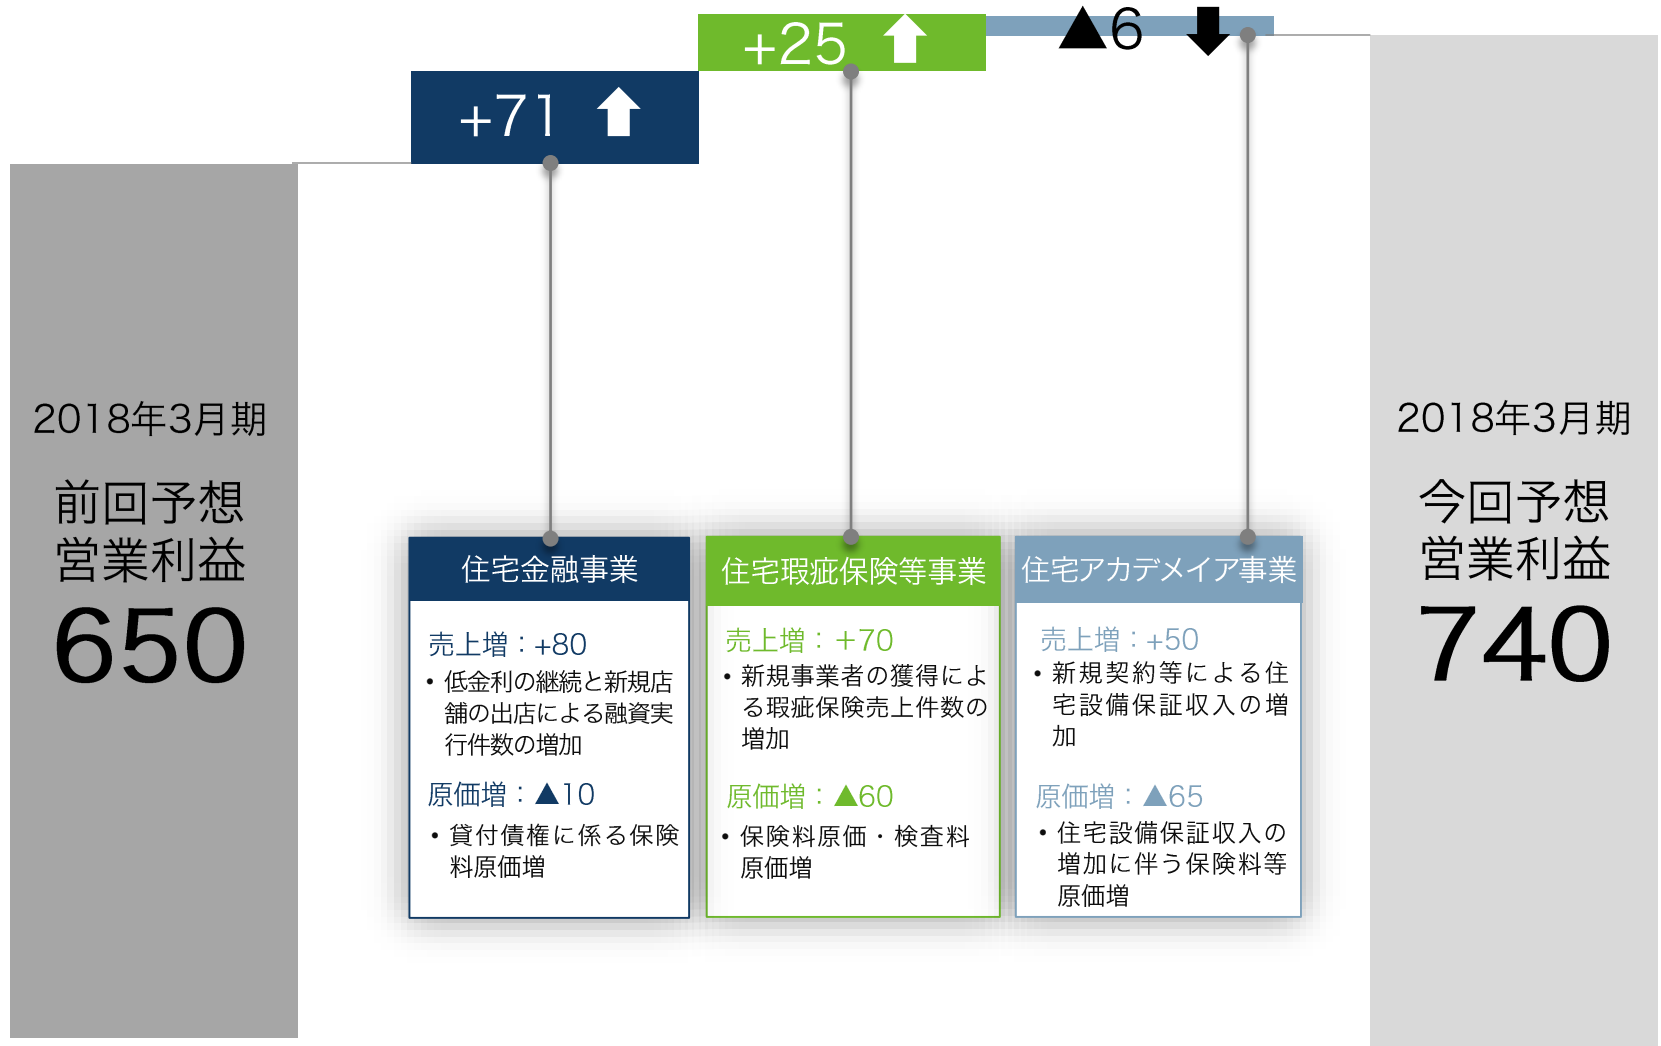 +71
+25
▲6
2018年3月期
前回予想
営業利益
650
住宅金融事業
売上増：+80
• 低金利の継続と新規店
舗の出店による融資実
行件数の増加
原価増：▲10
• 貸付債権に係る保険
料原価増
住宅瑕疵保険等事業
売上増：＋70
• 新規事業者の獲得によ
る瑕疵保険売上件数の
増加
原価増：▲60
• 保険料原価・検査料
原価増
住宅アカデメイア事業
売上増：+50
• 新規契約等による住
宅設備保証収入の増
加
原価増：▲65
• 住宅設備保証収入の
増加に伴う保険料等
原価増
2018年3月期
今回予想
営業利益
740